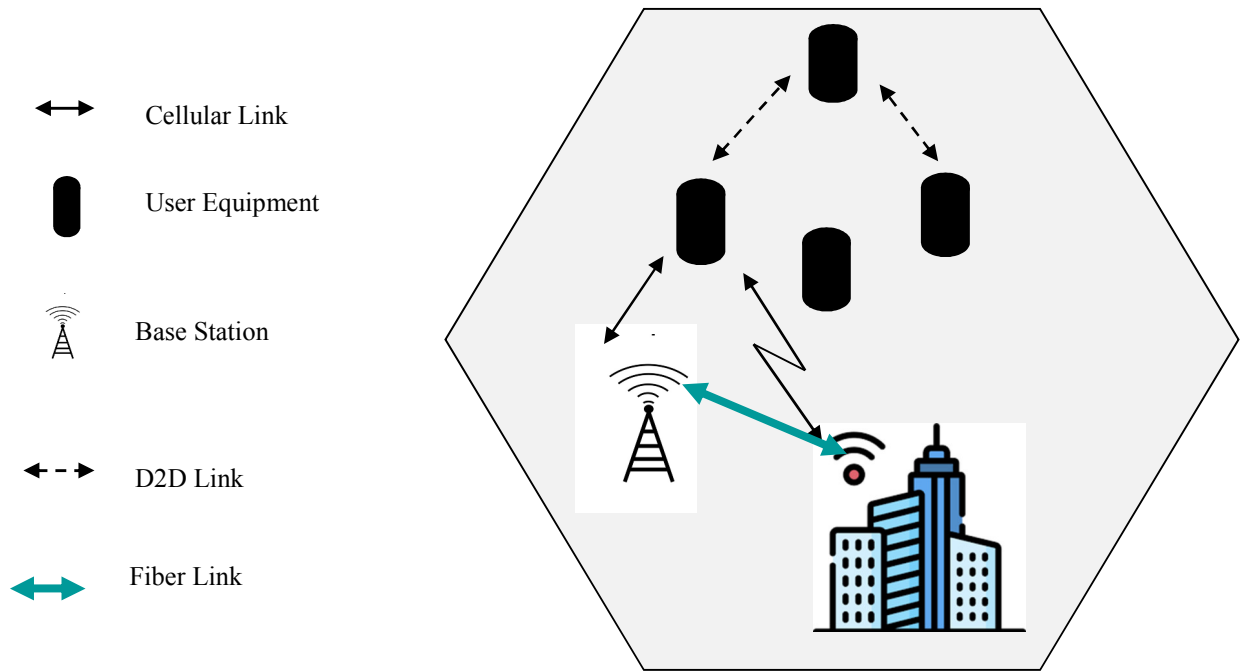 Cellular Link
User Equipment
Base Station
D2D Link
Fiber Link